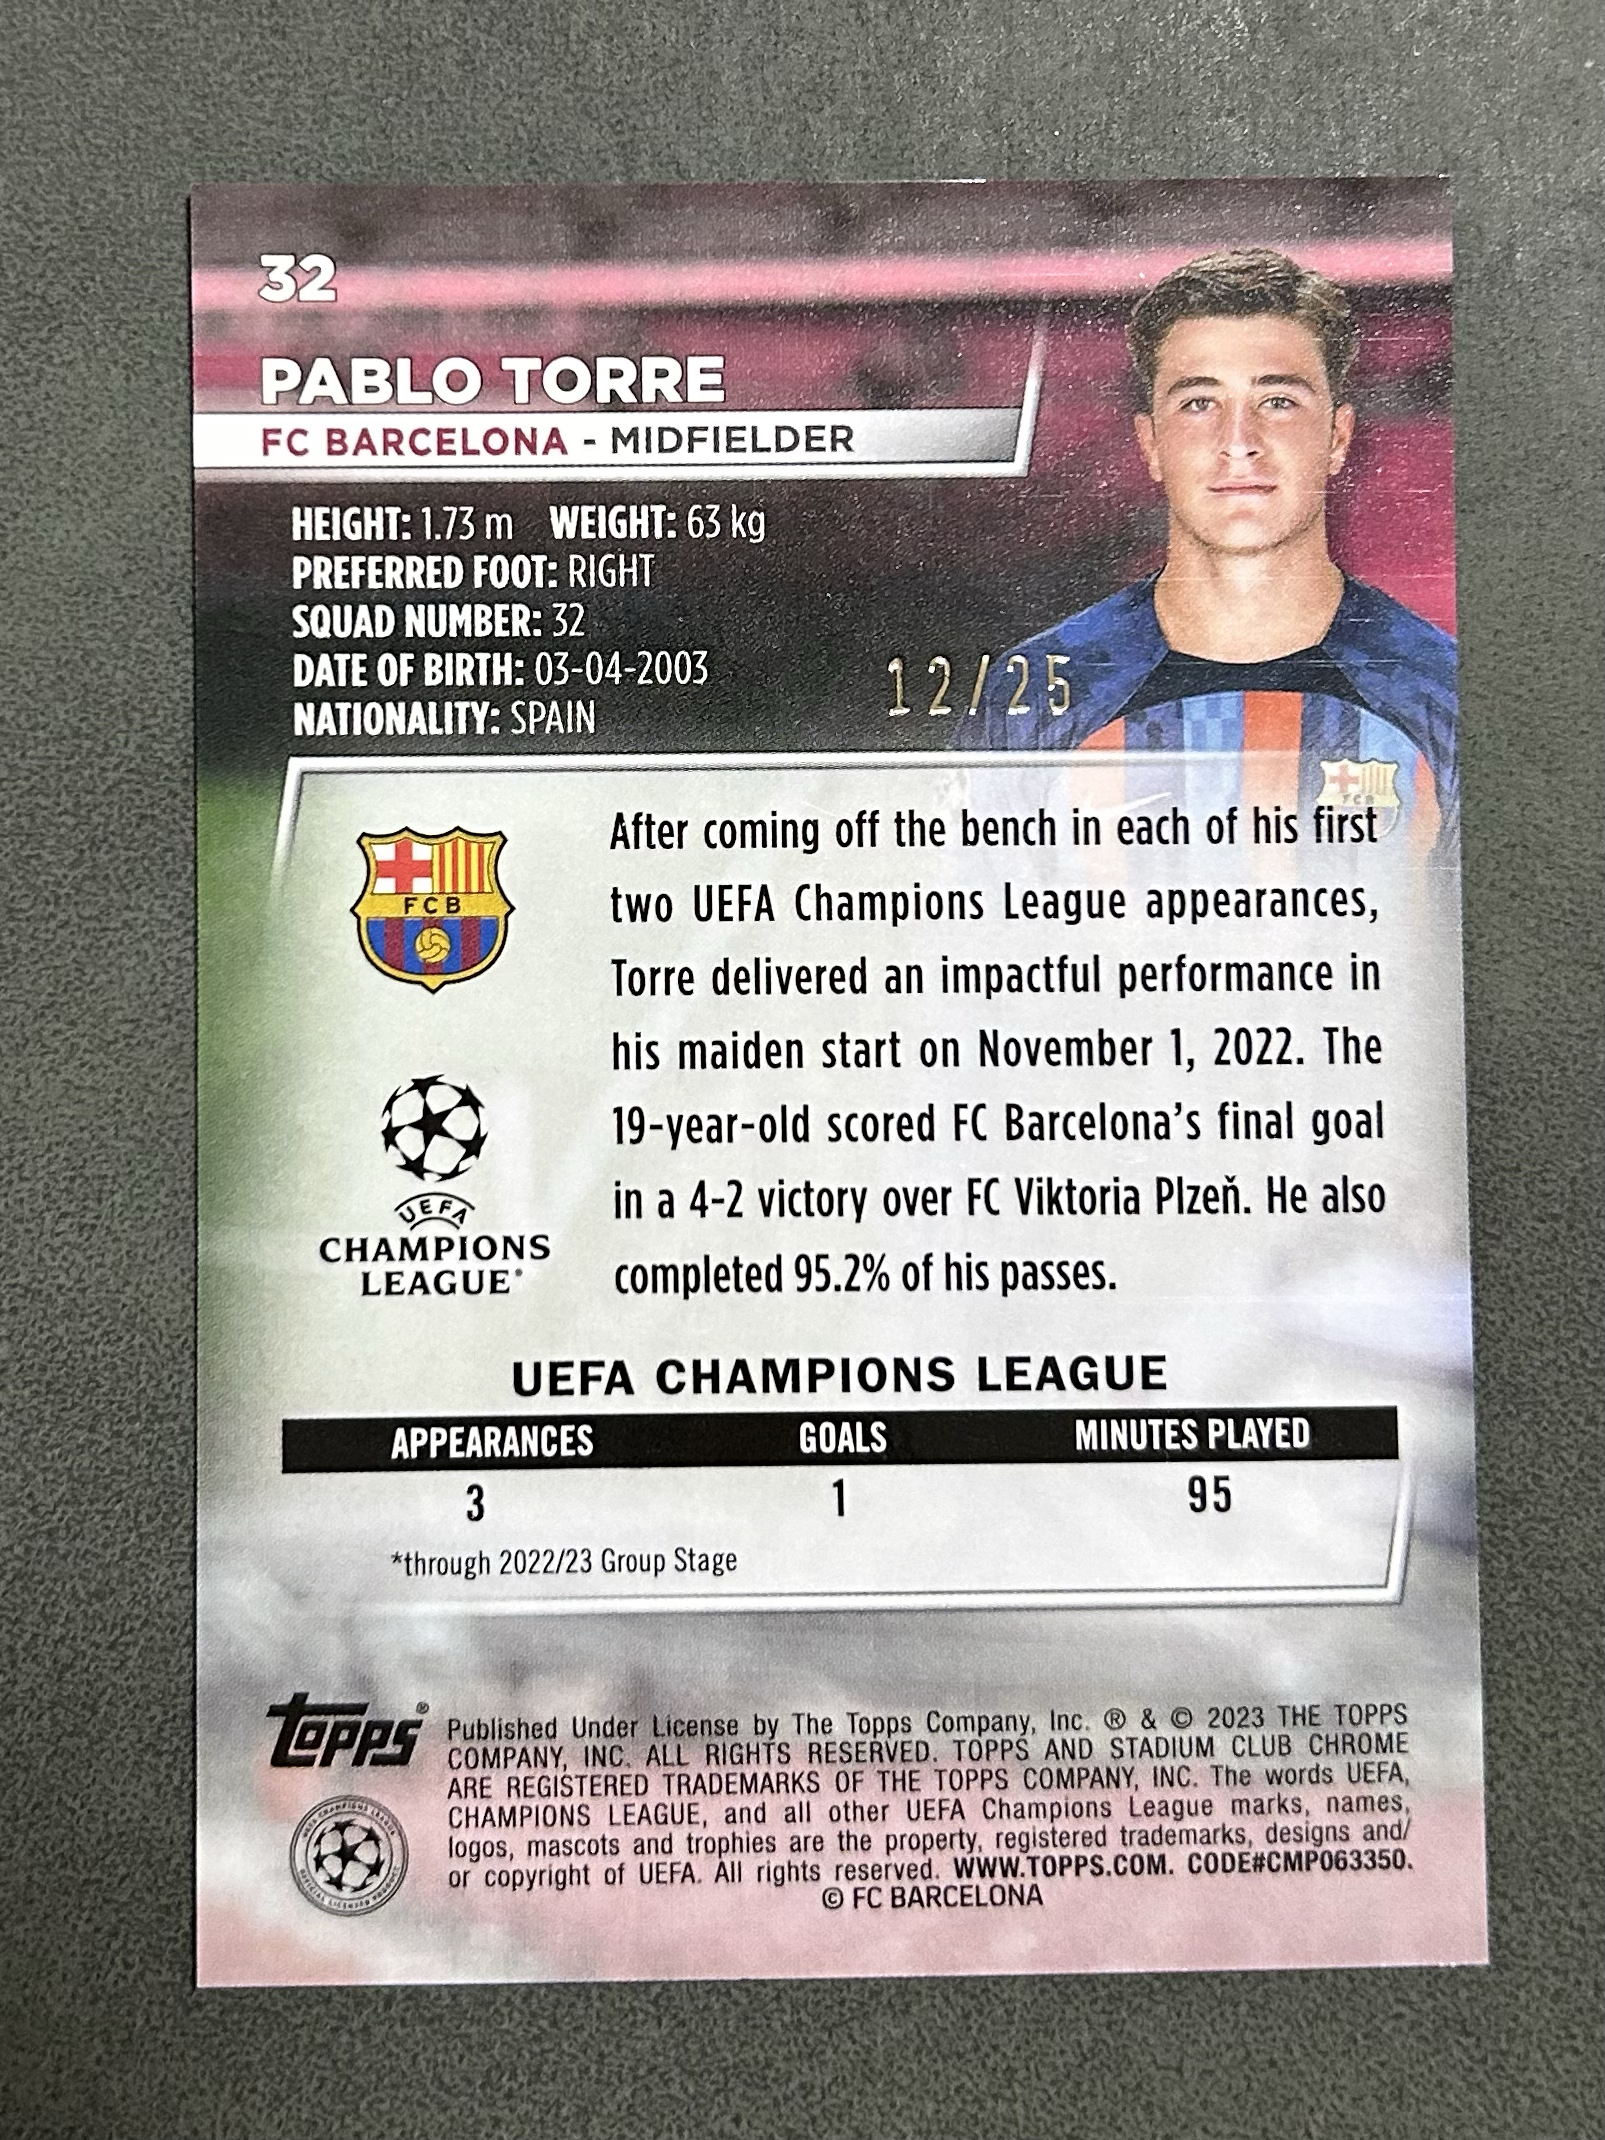 32
PABLO TORRE
FC BARCELONA - MIDFIELDER
HEIGHT: 1.73 m WEIGHT: 63 kg
PREFERRED FOOT: RIGHT
SQUAD NUMBER: 32
DATE OF BIRTH: 03-04-2003
NATIONALITY: SPAIN
12/25
FCB
After coming off the bench in each of his first
two UEFA Champions League appearances,
Torre delivered an impactful performance in
his maiden start on November 1, 2022. The
19-year-old scored FC Barcelona's final goal
in a 4-2 victory over FC Viktoria Plzeň. He also
completed 95.2% of his passes.
UEFA
CHAMPIONS
LEAGUE®
UEFA CHAMPIONS LEAGUE
APPEARANCES GOALS MINUTES PLAYED
3 1 95
*through 2022/23 Group Stage
topps®
Published Under License by The Topps Company, Inc. ® & © 2023 THE TOPPS
COMPANY, INC. ALL RIGHTS RESERVED. TOPPS AND STADIUM CLUB CHROME
ARE REGISTERED TRADEMARKS OF THE TOPPS COMPANY, INC. The words UEFA,
CHAMPIONS LEAGUE, and all other UEFA Champions League marks, names,
logos, mascots and trophies are the property, registered trademarks, designs and/
or copyright of UEFA. All rights reserved. WWW.TOPPS.COM. CODE#CMP063350.
© FC BARCELONA
UEFA CHAMPIONS LEAGUE
OFFICIAL LICENSED PRODUCT